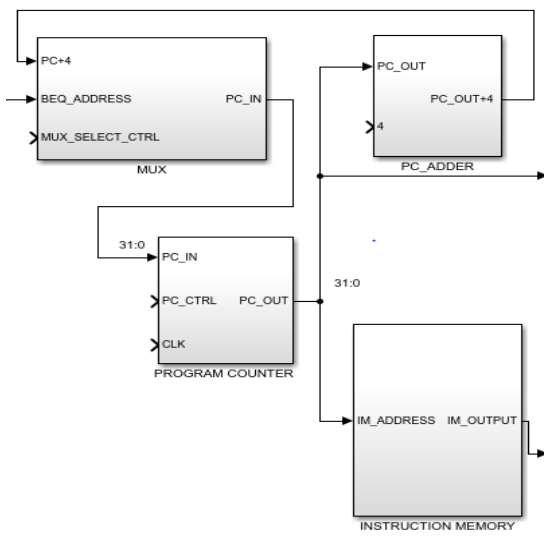 PC+4
BEQ_ADDRESS
PC_IN
MUX_SELECT_CTRL
MUX
PC_OUT
PC_OUT+4
4
PC_ADDER
31:0
PC_IN
PC_CTRL
PC_OUT
CLK
PROGRAM COUNTER
31:0
IM_ADDRESS
IM_OUTPUT
INSTRUCTION MEMORY